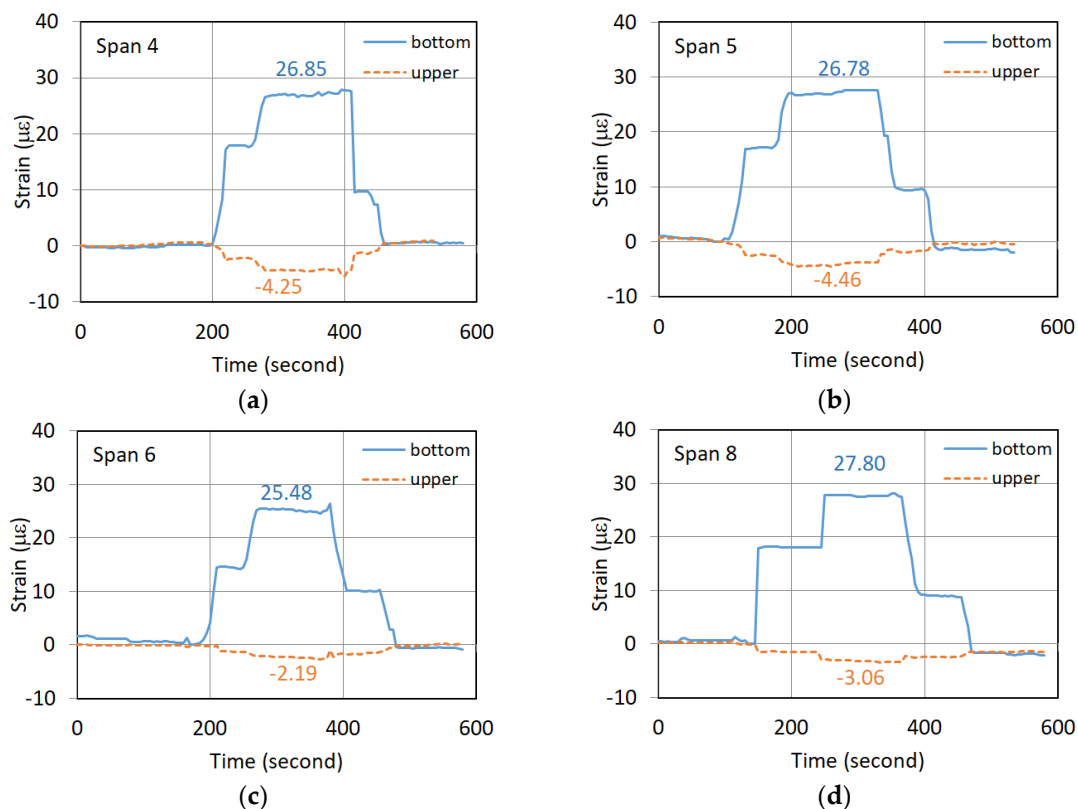 Span 4
bottom
upper
26.85
-4.25
40
30
20
10
0
-10
0 200 400 600
Strain (με)
Time (second)
(a)
Span 5
bottom
upper
26.78
-4.46
40
30
20
10
0
-10
0 200 400 600
Strain (με)
Time (second)
(b)
Span 6
bottom
upper
25.48
-2.19
40
30
20
10
0
-10
0 200 400 600
Strain (με)
Time (second)
(c)
Span 8
bottom
upper
27.80
-3.06
40
30
20
10
0
-10
0 200 400 600
Strain (με)
Time (second)
(d)